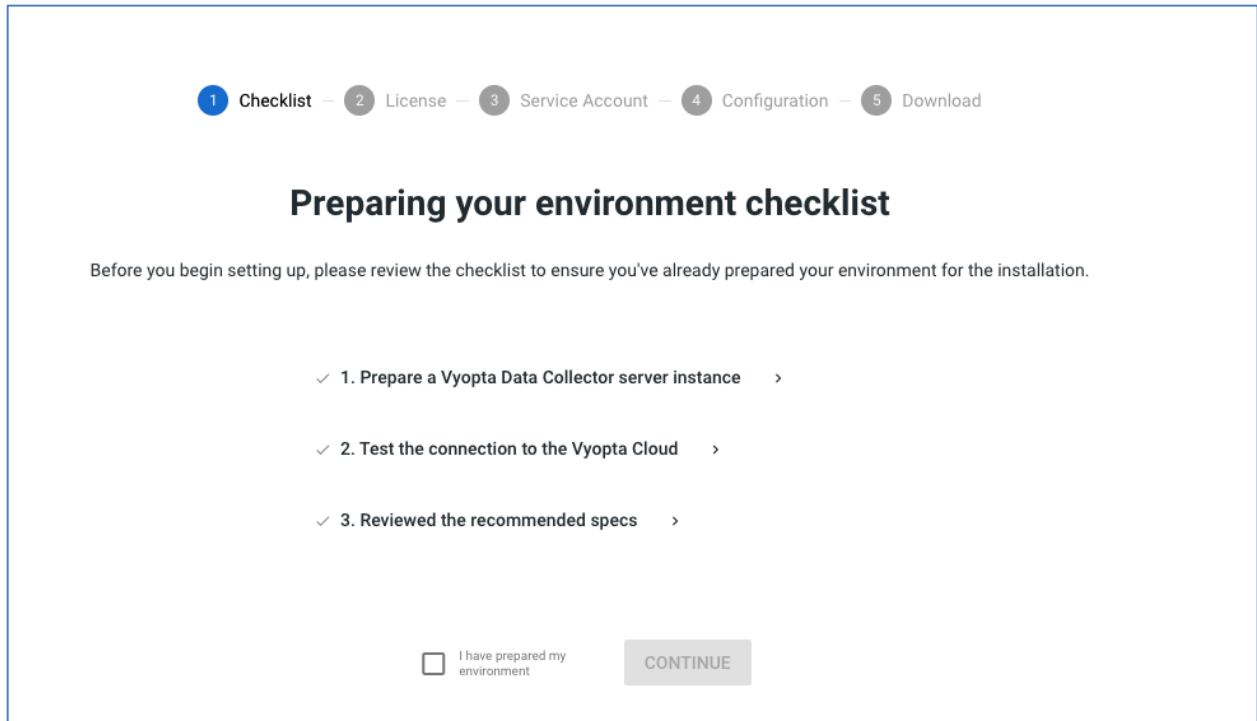 1 Checklist – 2 License – 3 Service Account – 4 Configuration – 5 Download
Preparing your environment checklist
Before you begin setting up, please review the checklist to ensure you've already prepared your environment for the installation.
1. Prepare a Vyopta Data Collector server instance
2. Test the connection to the Vyopta Cloud
3. Reviewed the recommended specs
I have prepared my
environment
CONTINUE